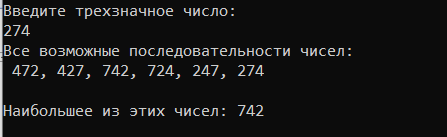 Введите трехзначное число:
274
Все возможные последовательности чисел:
472, 427, 742, 724, 247, 274
Наибольшее из этих чисел: 742